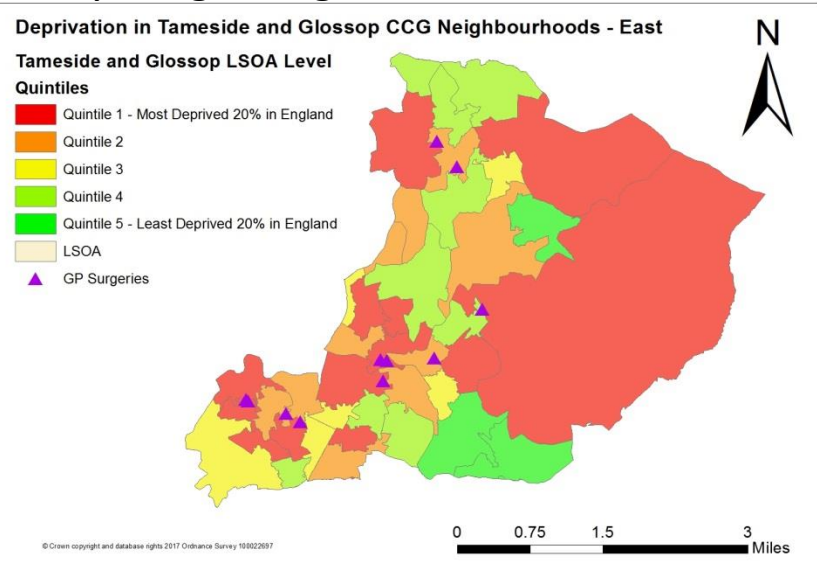 Deprivation in Tameside and Glossop CCG Neighbourhoods - East
N
Tameside and Glossop LSOA Level
Quintiles
Quintile 1 - Most Deprived 20% in England
Quintile 2
Quintile 3
Quintile 4
Quintile 5 - Least Deprived 20% in England
LSOA
GP Surgeries
© Crown copyright and database rights 2017 Ordnance Survey 100022697
0 0.75 1.5 3
Miles